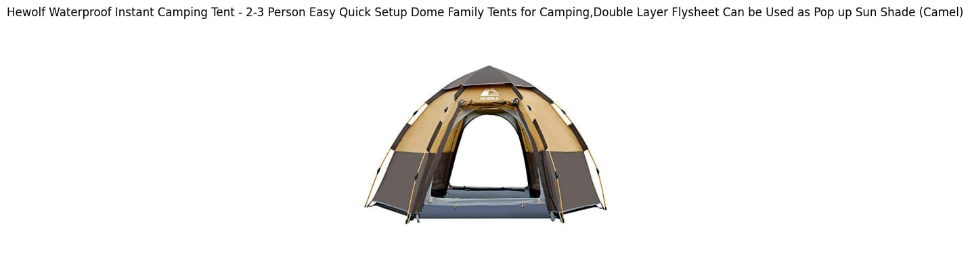 Hewolf Waterproof Instant Camping Tent - 2-3 Person Easy Quick Setup Dome Family Tents for Camping,Double Layer Flysheet Can be Used as Pop up Sun Shade (Camel)